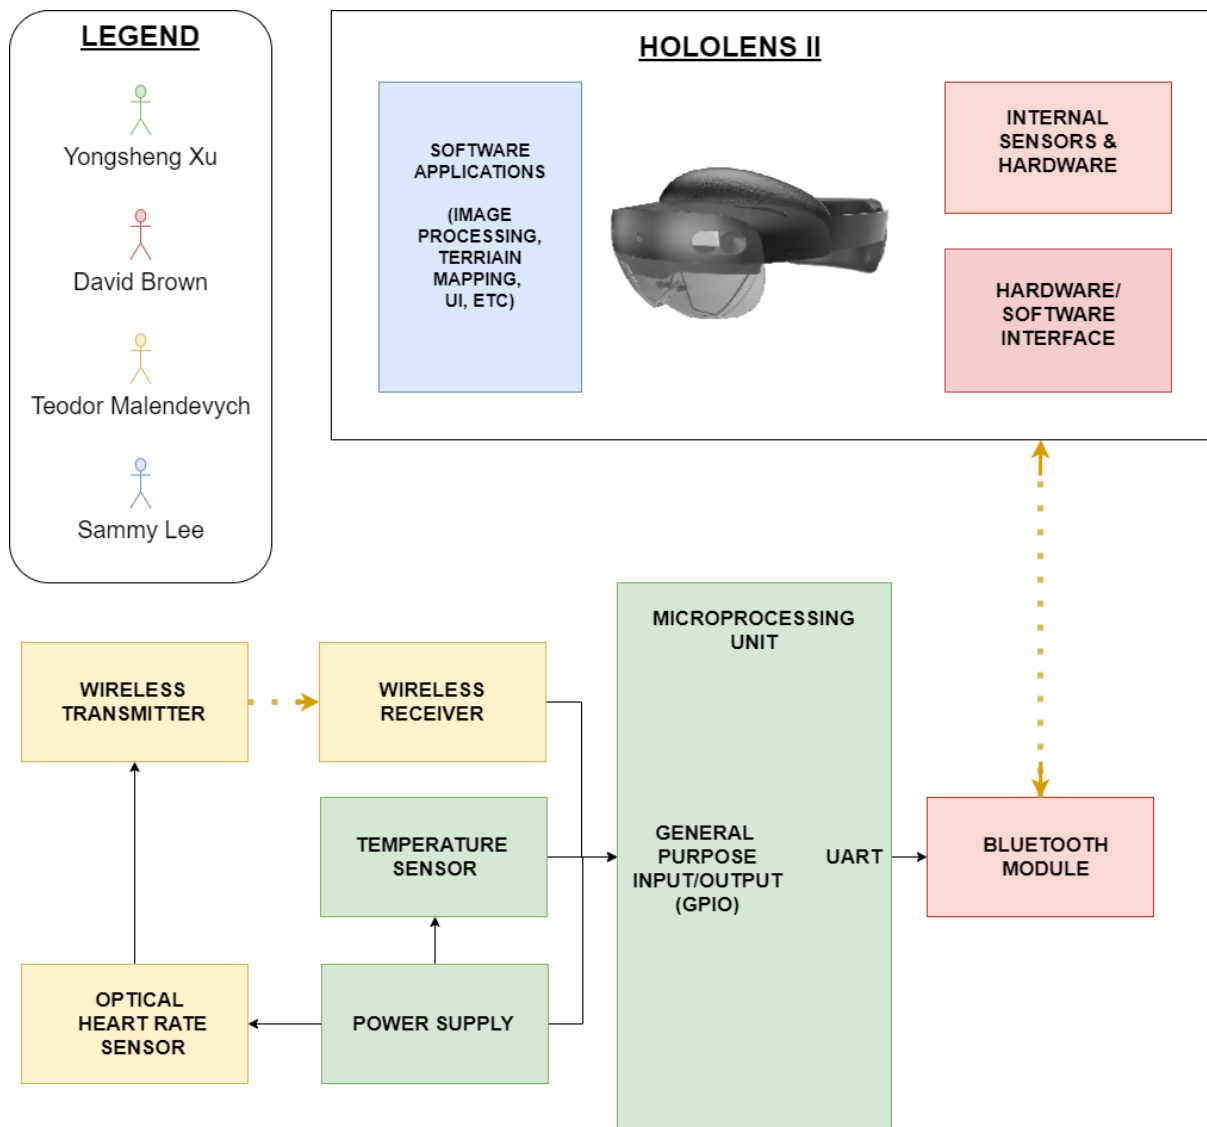 LEGEND
Yongsheng Xu
David Brown
Teodor Malendevych
Sammy Lee
HOLOLENS II
SOFTWARE
APPLICATIONS
(IMAGE
PROCESSING,
TERRIAIN
MAPPING,
UI, ETC)
INTERNAL
SENSORS &
HARDWARE
HARDWARE/
SOFTWARE
INTERFACE
WIRELESS
TRANSMITTER
WIRELESS
RECEIVER
TEMPERATURE
SENSOR
OPTICAL
HEART RATE
SENSOR
POWER SUPPLY
MICROPROCESSING
UNIT
GENERAL
PURPOSE
INPUT/OUTPUT
(GPIO)
UART
BLUETOOTH
MODULE